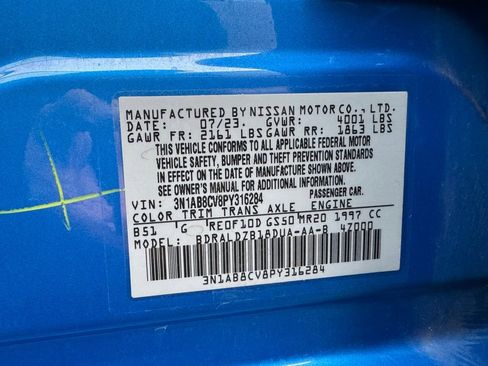 MANUFACTURED BY NISSAN MOTOR CO., LTD.
DATE: 07/23. GVWR: 4001 LBS
GAWR FR: 2161 LBS GAWR RR: 1863 LBS
THIS VEHICLE CONFORMS TO ALL APPLICABLE FEDERAL MOTOR
VEHICLE SAFETY, BUMPER AND THEFT PREVENTION STANDARDS
IN EFFECT ON THE DATE OF MANUFACTURE SHOWN ABOVE.
SEE OWNER'S MANUAL FOR ADDITIONAL INFORMATION.
VIN: 3N1AB8CV8PY316284 PASSENGER CAR.
COLOR TRIM TRANS AXLE ENGINE
B51 G RE0F10D GS50 MR20 1997 CC
MODEL: BDRALDZB18DUA-AA-B 47000
3N1AB8CV8PY316284